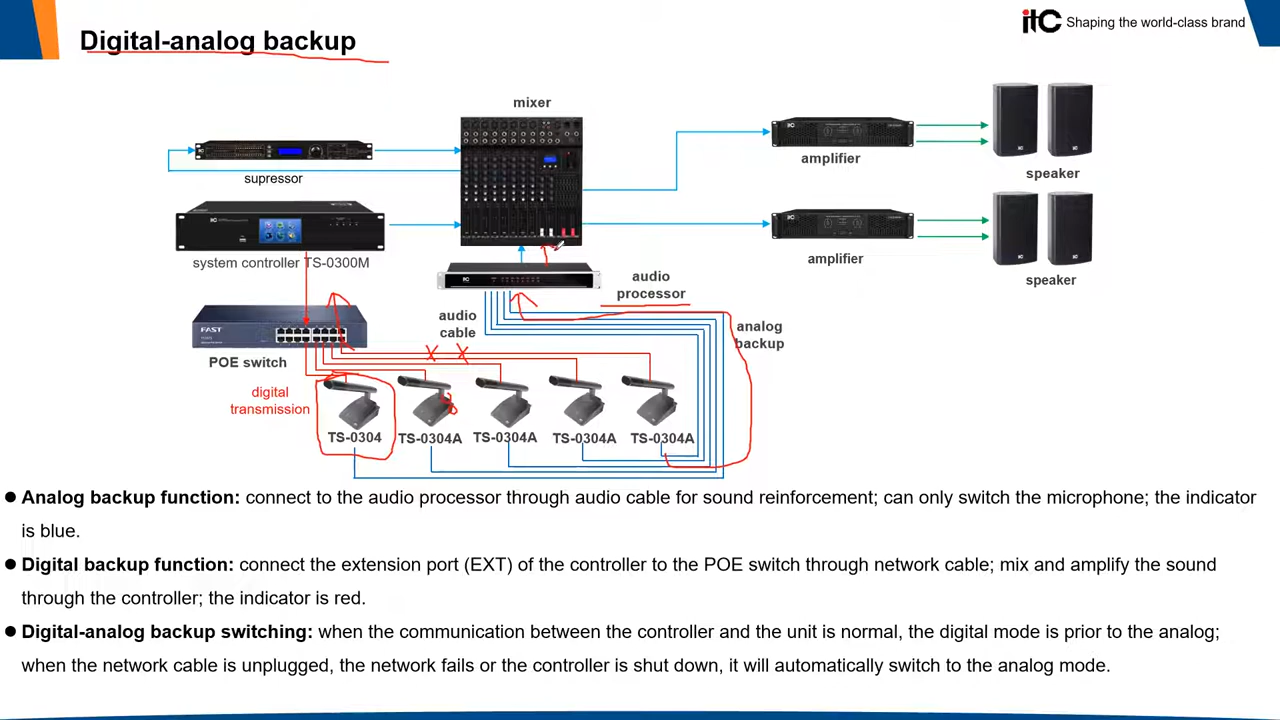 Digital-analog backup
itC Shaping the world-class brand
mixer
supressor
amplifier
speaker
system controller TS-0300M
amplifier
speaker
audio
processor
FAST
audio
cable
analog
backup
POE switch
digital
transmission
TS-0304
TS-0304A
TS-0304A
TS-0304A
TS-0304A
● Analog backup function: connect to the audio processor through audio cable for sound reinforcement; can only switch the microphone; the indicator
is blue.
● Digital backup function: connect the extension port (EXT) of the controller to the POE switch through network cable; mix and amplify the sound
through the controller; the indicator is red.
● Digital-analog backup switching: when the communication between the controller and the unit is normal, the digital mode is prior to the analog;
when the network cable is unplugged, the network fails or the controller is shut down, it will automatically switch to the analog mode.